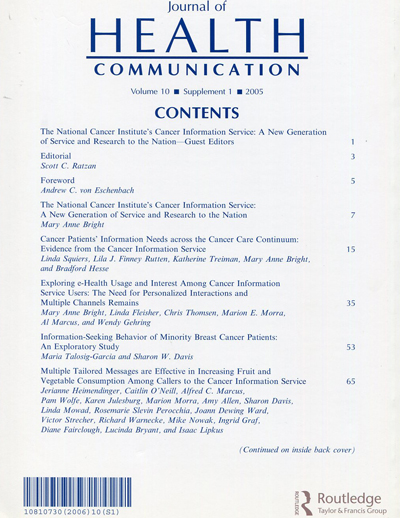 Journal of
HEALTH
COMMUNICATION
Volume 10 ■ Supplement 1 ■ 2005
CONTENTS
The National Cancer Institute's Cancer Information Service: A New Generation
of Service and Research to the Nation—Guest Editors 1
Editorial 3
Scott C. Ratzan
Foreword 5
Andrew C. von Eschenbach
The National Cancer Institute's Cancer Information Service:
A New Generation of Service and Research to the Nation 7
Mary Anne Bright
Cancer Patients' Information Needs across the Cancer Care Continuum:
Evidence from the Cancer Information Service 15
Linda Squiers, Lila J. Finney Rutten, Katherine Treiman, Mary Anne Bright,
and Bradford Hesse
Exploring e-Health Usage and Interest Among Cancer Information
Service Users: The Need for Personalized Interactions and
Multiple Channels Remains 35
Mary Anne Bright, Linda Fleisher, Chris Thomsen, Marion E. Morra,
Al Marcus, and Wendy Gehring
Information-Seeking Behavior of Minority Breast Cancer Patients:
An Exploratory Study 53
Maria Talosig-Garcia and Sharon W. Davis
Multiple Tailored Messages are Effective in Increasing Fruit and
Vegetable Consumption Among Callers to the Cancer Information Service 65
Jerianne Heimendinger, Caitlin O'Neill, Alfred C. Marcus,
Pam Wolfe, Karen Julesburg, Marion Morra, Amy Allen, Sharon Davis,
Linda Mowad, Rosemarie Slevin Perocchia, Joann Dewing Ward,
Victor Strecher, Richard Warnecke, Mike Nowak, Ingrid Graf,
Diane Fairclough, Lucinda Bryant, and Isaac Lipkus
(Continued on inside back cover)
10810730(2006)10(S1)
ROUTLEDGE
Routledge
Taylor & Francis Group